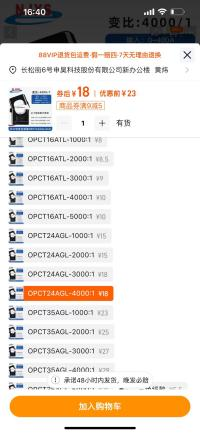 16:40
变比:4000/1
88VIP退货包运费·假一赔四·7天无理由退换
长松街6号申昊科技股份有限公司新办公楼 黄炜
券后¥18 优惠前¥23
商品券满9减5
1 有货
OPCT16ATL-1000:1 ¥8
OPCT16ATL-2000:1 ¥8.5
OPCT16ATL-3000:1 ¥9
OPCT16ATL-4000:1 ¥10
OPCT16ATL-5000:1 ¥10
OPCT24AGL-1000:1 ¥15
OPCT24AGL-2000:1 ¥15
OPCT24AGL-3000:1 ¥18
OPCT24AGL-4000:1 ¥18
OPCT35AGL-1000:1 ¥23
OPCT35AGL-2000:1 ¥25
OPCT35AGL-3000:1 ¥27
OPCT35AGL-4000:1 ¥29
承诺48小时内发货，晚发必赔
加入购物车